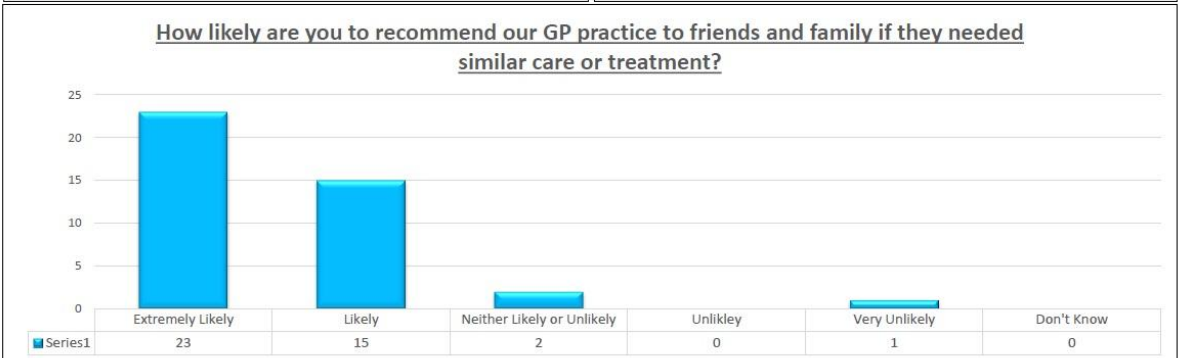 How likely are you to recommend our GP practice to friends and family if they needed
similar care or treatment?
25
20
15
10
5
0
Extremely Likely Likely Neither Likely or Unlikely Unlikley Very Unlikely Don't Know
Series1 23 15 2 0 1 0